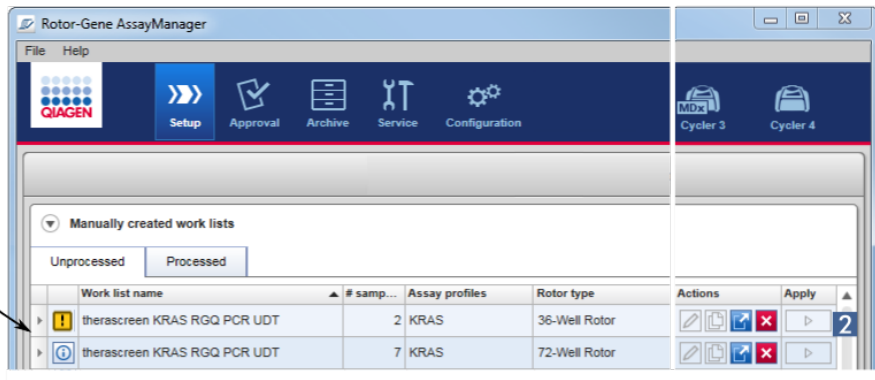 Rotor-Gene AssayManager
File Help
QIAGEN
Setup Approval Archive Service Configuration MDx Cycler 3 Cycler 4
Manually created work lists
Unprocessed Processed
Work list name # samp... Assay profiles Rotor type Actions Apply
therascreen KRAS RGQ PCR UDT 2 KRAS 36-Well Rotor 2
therascreen KRAS RGQ PCR UDT 7 KRAS 72-Well Rotor